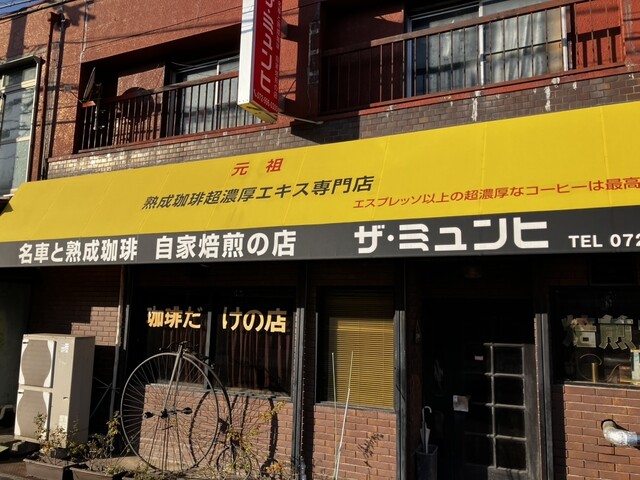 元祖
熟成珈琲超濃厚エキス専門店
エスプレッソ以上の超濃厚なコーヒーは最高
名車と熟成珈琲 自家焙煎の店 ザ・ミュンヒ TEL 072
珈琲だけの店
焙煎